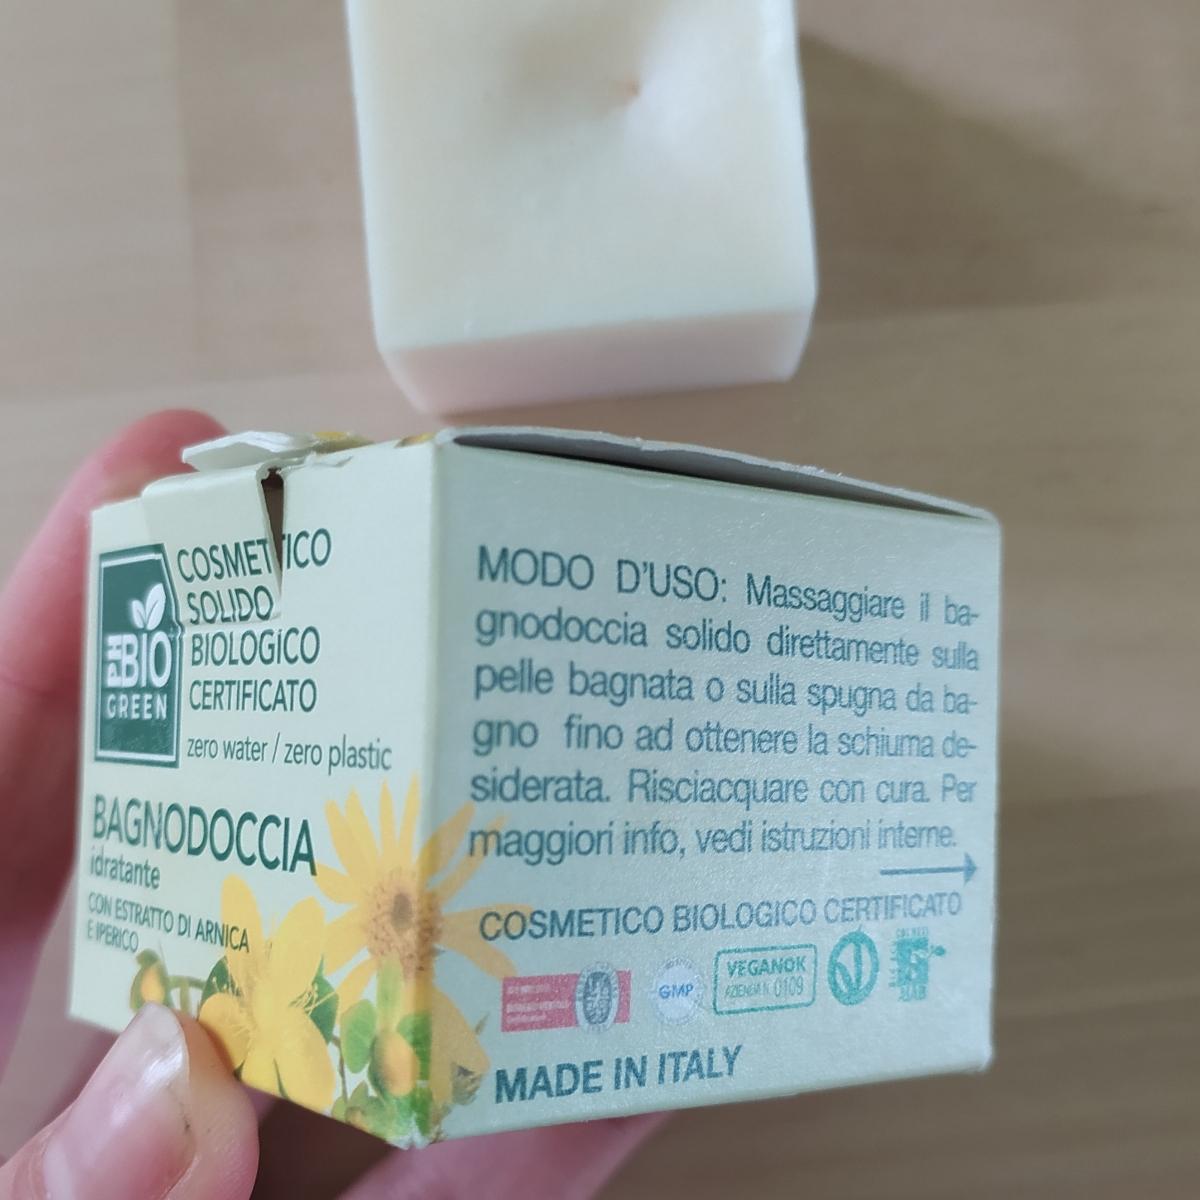 PH
BIO
GREEN
COSMETICO
SOLIDO
BIOLOGICO
CERTIFICATO
zero water / zero plastic
BAGNODOCCIA
idratante
CON ESTRATTO DI ARNICA
E IPERICO
MODO D'USO: Massaggiare il ba-
gnodoccia solido direttamente sulla
pelle bagnata o sulla spugna da ba-
gno fino ad ottenere la schiuma de-
siderata. Risciacquare con cura. Per
maggiori info, vedi istruzioni interne.
COSMETICO BIOLOGICO CERTIFICATO
GMP
VEGANOK
AZIENDA N. 0109
MADE IN ITALY